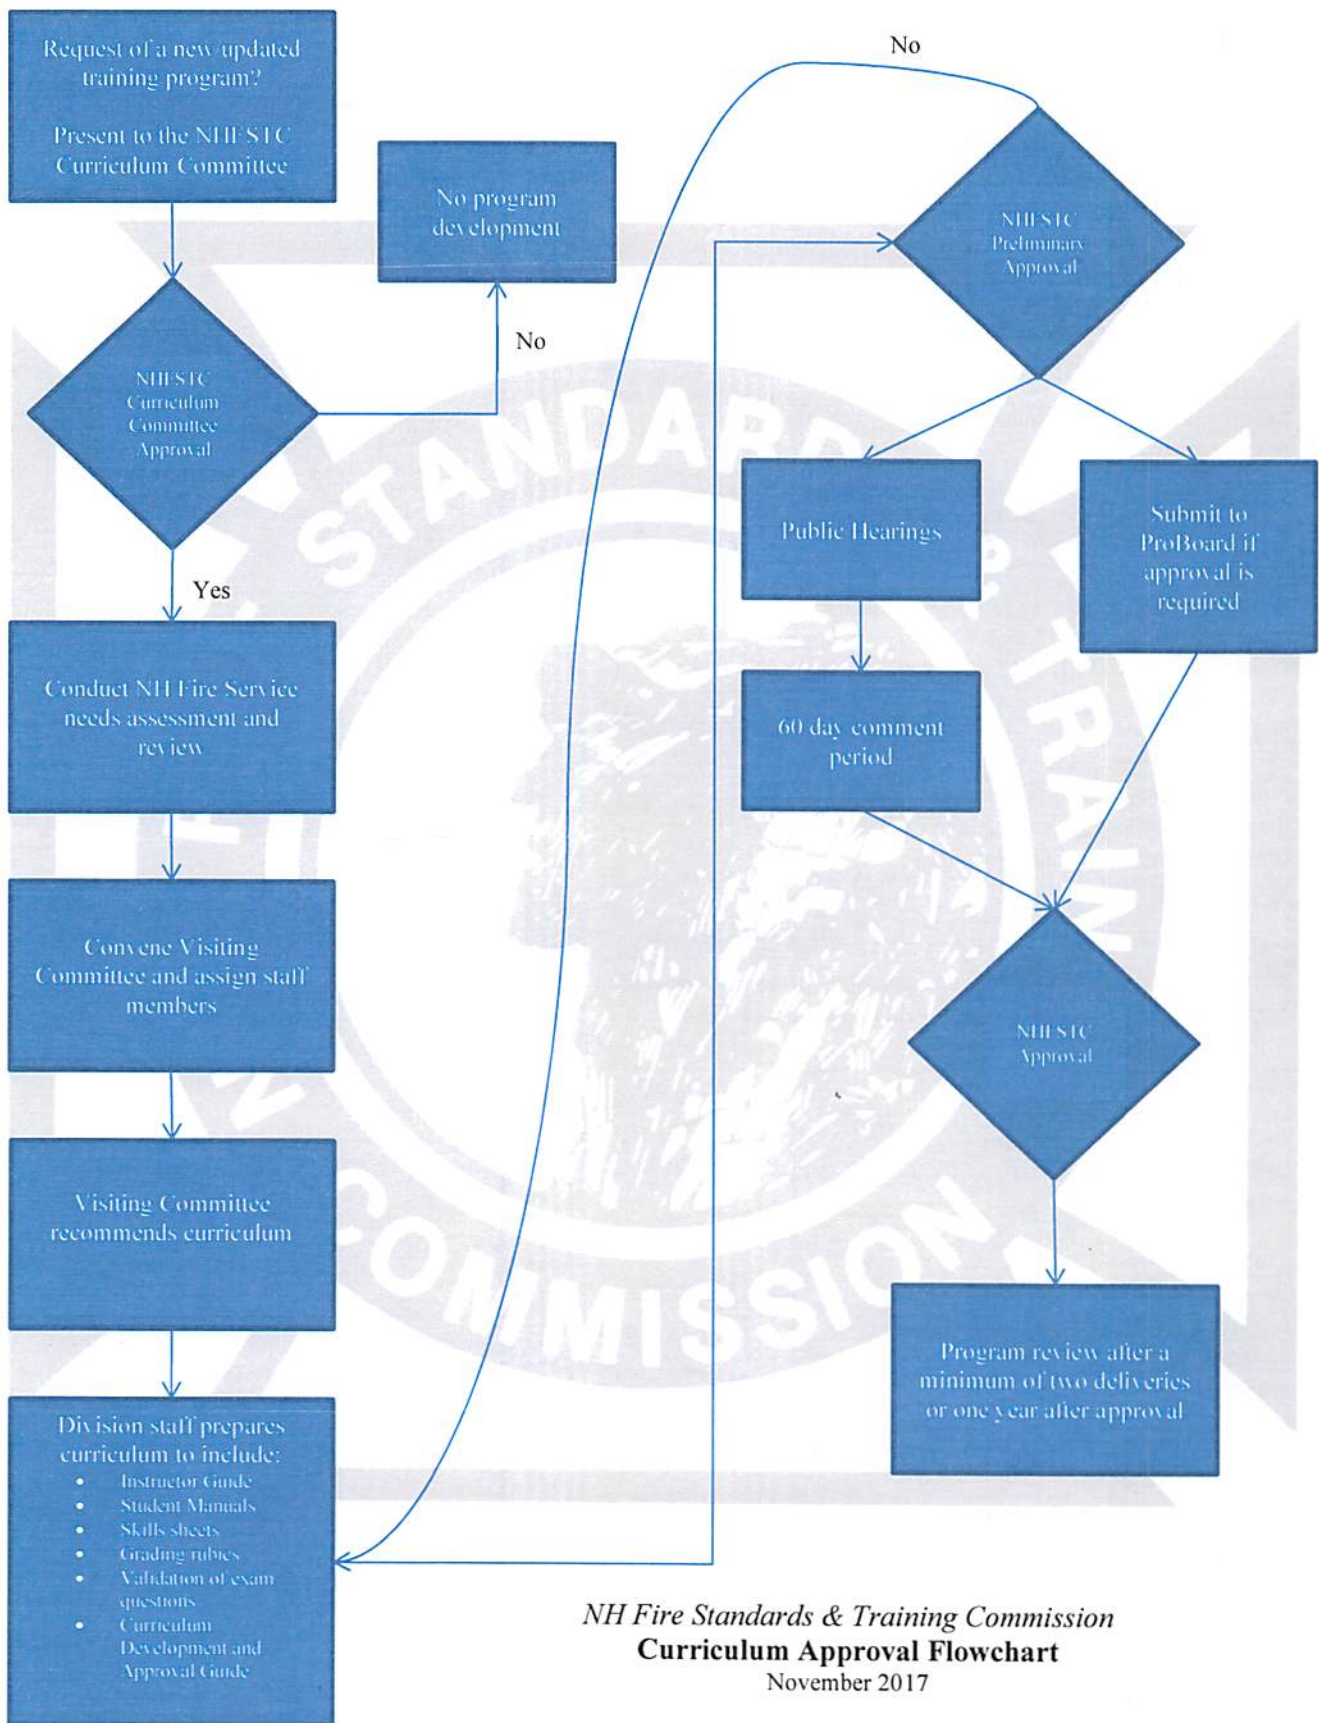 Request of a new updated
training program?
Present to the NHFSTC
Curriculum Committee
No program
development
No
NHFSTC
Curriculum
Committee
Approval
Yes
Conduct NH Fire Service
needs assessment and
review
Convene Visiting
Committee and assign staff
members
Visiting Committee
recommends curriculum
Division staff prepares
curriculum to include:
• Instructor Guide
• Student Manuals
• Skills sheets
• Grading rubics
• Validation of exam
questions
• Curriculum
Development and
Approval Guide
No
NHFSTC
Preliminary
Approval
Public Hearings
Submit to
ProBoard if
approval is
required
60 day comment
period
NHFSTC
Approval
Program review after a
minimum of two deliveries
or one year after approval
STANDARDS &
COMMISSION
NH Fire Standards & Training Commission
Curriculum Approval Flowchart
November 2017